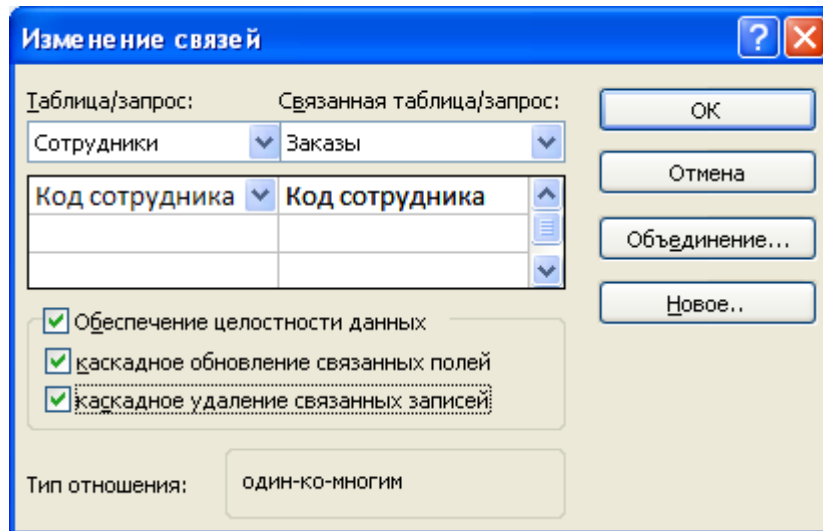 Изменение связей
Таблица/запрос: Связанная таблица/запрос:
Сотрудники Заказы
Код сотрудника Код сотрудника
ОК
Отмена
Объединение...
Новое..
Обеспечение целостности данных
каскадное обновление связанных полей
каскадное удаление связанных записей
Тип отношения: один-ко-многим